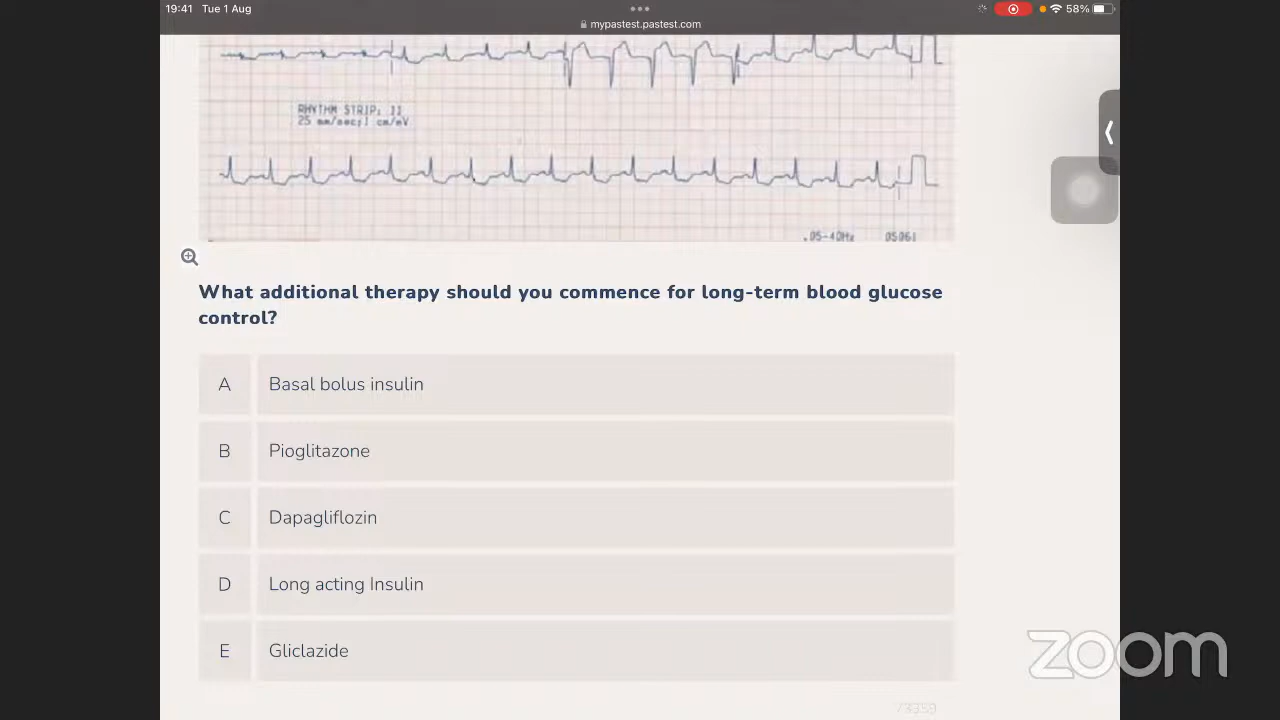 19:41 Tue 1 Aug
58%
mypastest.pastest.com
RHYTHM STRIP: II
25 mm/sec;1 cm/mV
.05-40Hz 05061
What additional therapy should you commence for long-term blood glucose
control?
A Basal bolus insulin
B Pioglitazone
C Dapagliflozin
D Long acting Insulin
E Gliclazide
zoom